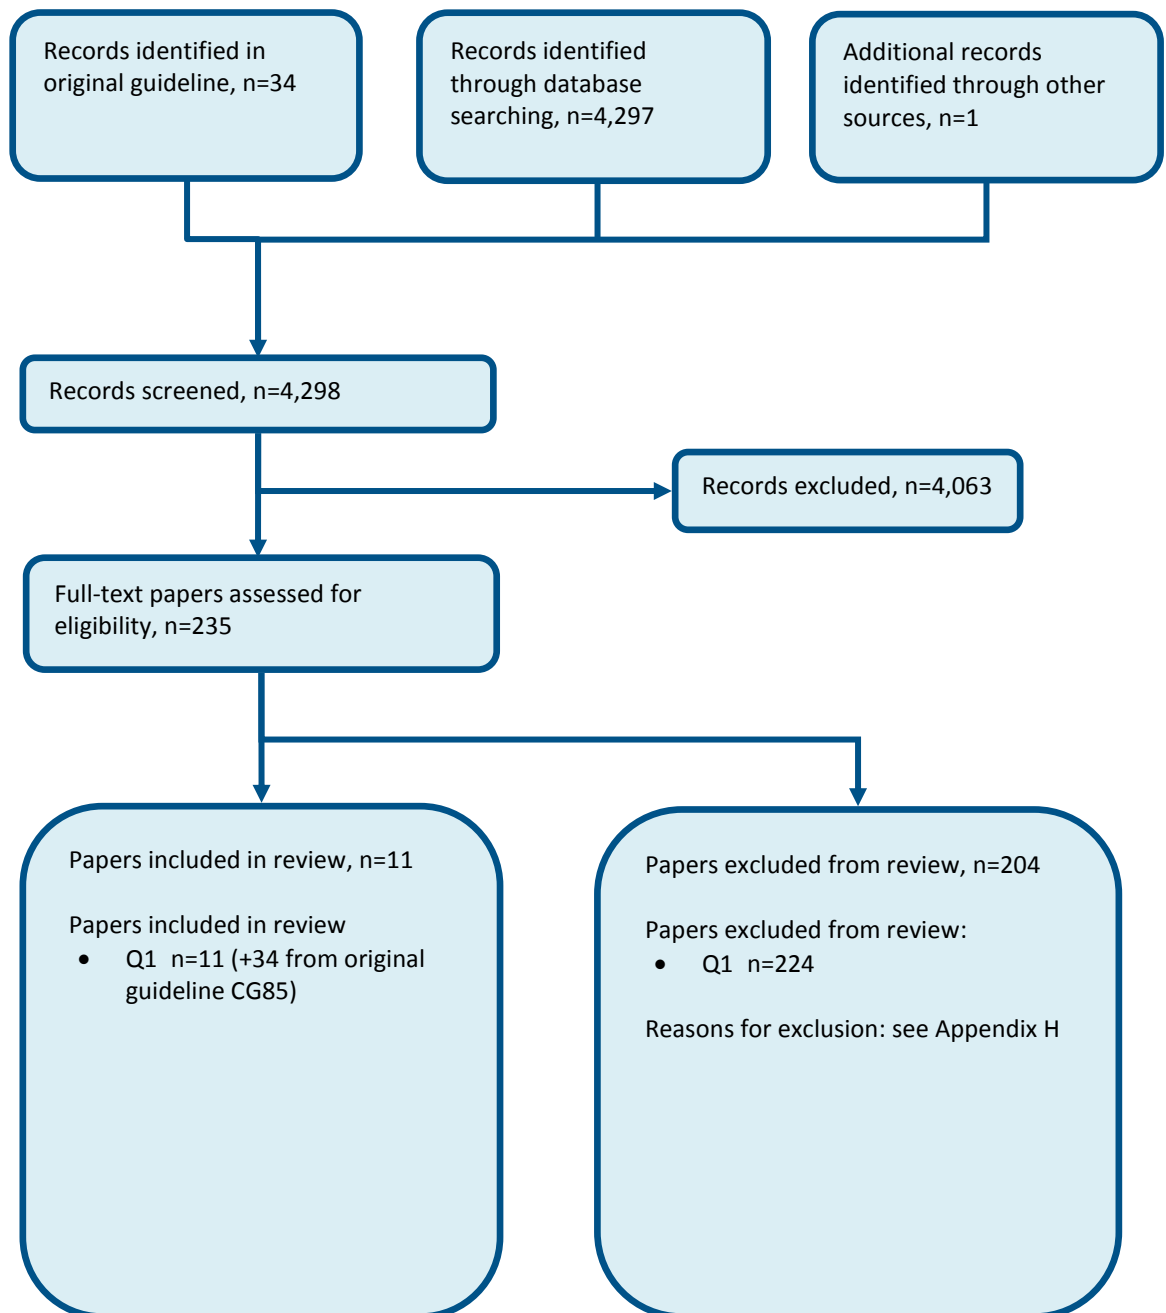 Records identified in
original guideline, n=34
Records identified
through database
searching, n=4,297
Additional records
identified through other
sources, n=1
Records screened, n=4,298
Records excluded, n=4,063
Full-text papers assessed for
eligibility, n=235
Papers included in review, n=11
Papers included in review
• Q1 n=11 (+34 from original
guideline CG85)
Papers excluded from review, n=204
Papers excluded from review:
• Q1 n=224
Reasons for exclusion: see Appendix H